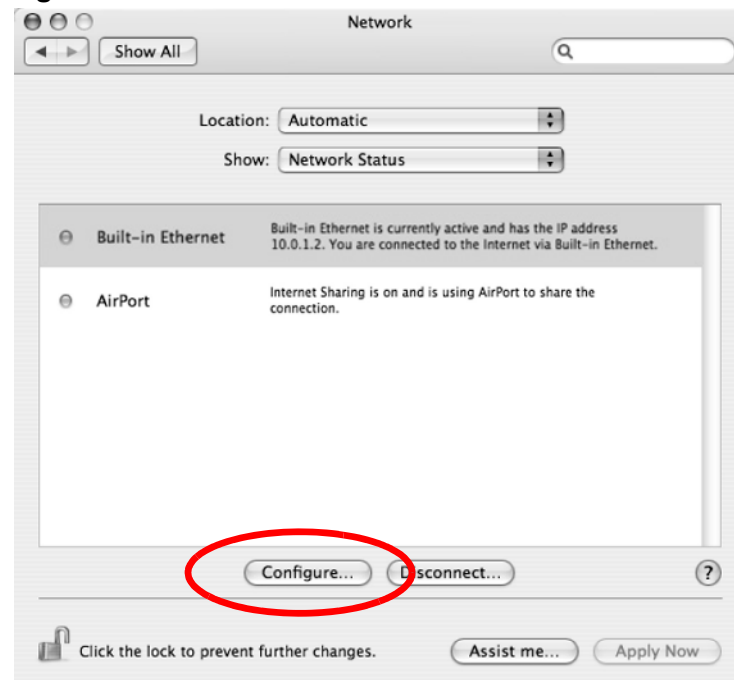 Network
Show All
Location: Automatic
Show: Network Status
Built-in Ethernet
Built-in Ethernet is currently active and has the IP address
10.0.1.2. You are connected to the Internet via Built-in Ethernet.
AirPort
Internet Sharing is on and is using AirPort to share the
connection.
Configure... Disconnect... ?
Click the lock to prevent further changes. Assist me... Apply Now